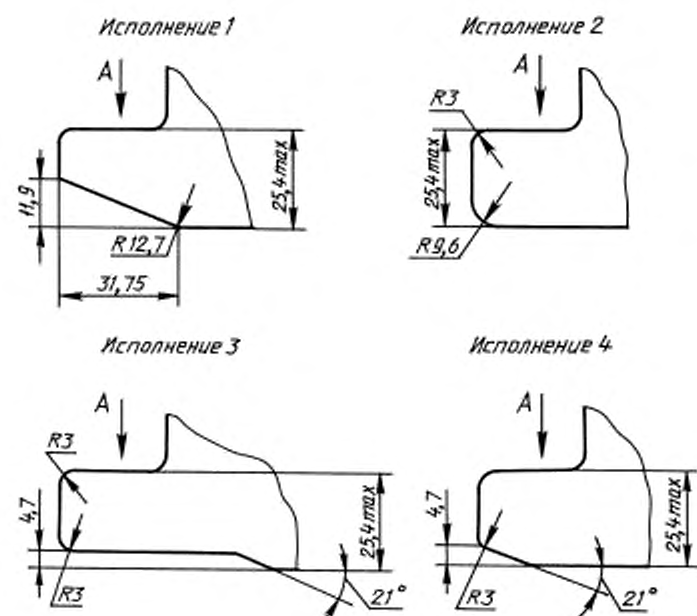 Исполнение 1
А
11,9
25,4 max
R12,7
31,75
Исполнение 2
А
R3
25,4 max
R9,6
Исполнение 3
А
R3
4,7
25,4 max
R3
21°
Исполнение 4
А
4,7
25,4 max
R3
21°